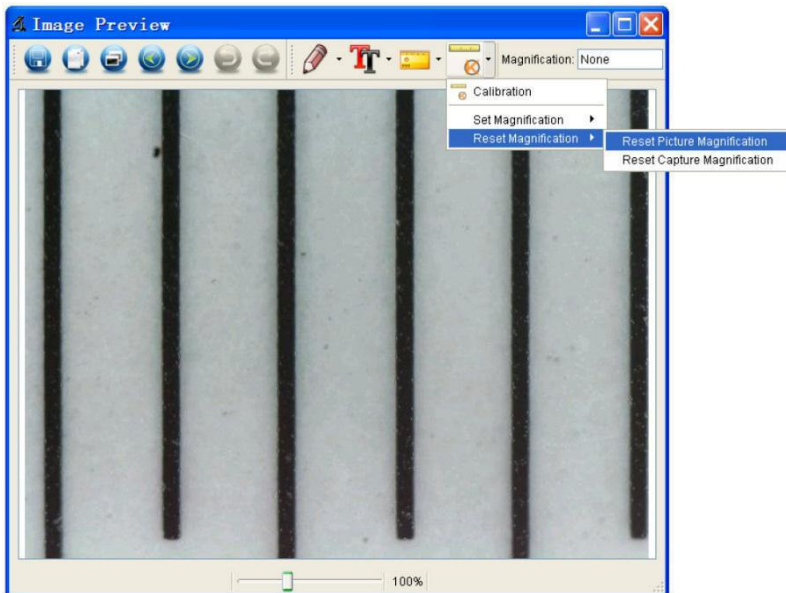 Image Preview
Magnification: None
Calibration
Set Magnification
Reset Magnification
Reset Picture Magnification
Reset Capture Magnification
100%